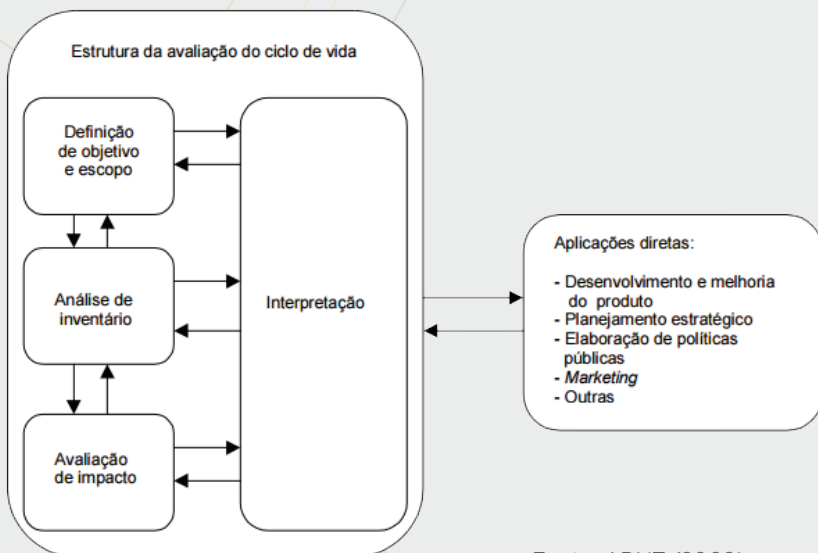 Estrutura da avaliação do ciclo de vida
Definição
de objetivo
e escopo
Análise de
inventário
Avaliação
de impacto
Interpretação
Aplicações diretas:
- Desenvolvimento e melhoria
do produto
- Planejamento estratégico
- Elaboração de políticas
públicas
- Marketing
- Outras